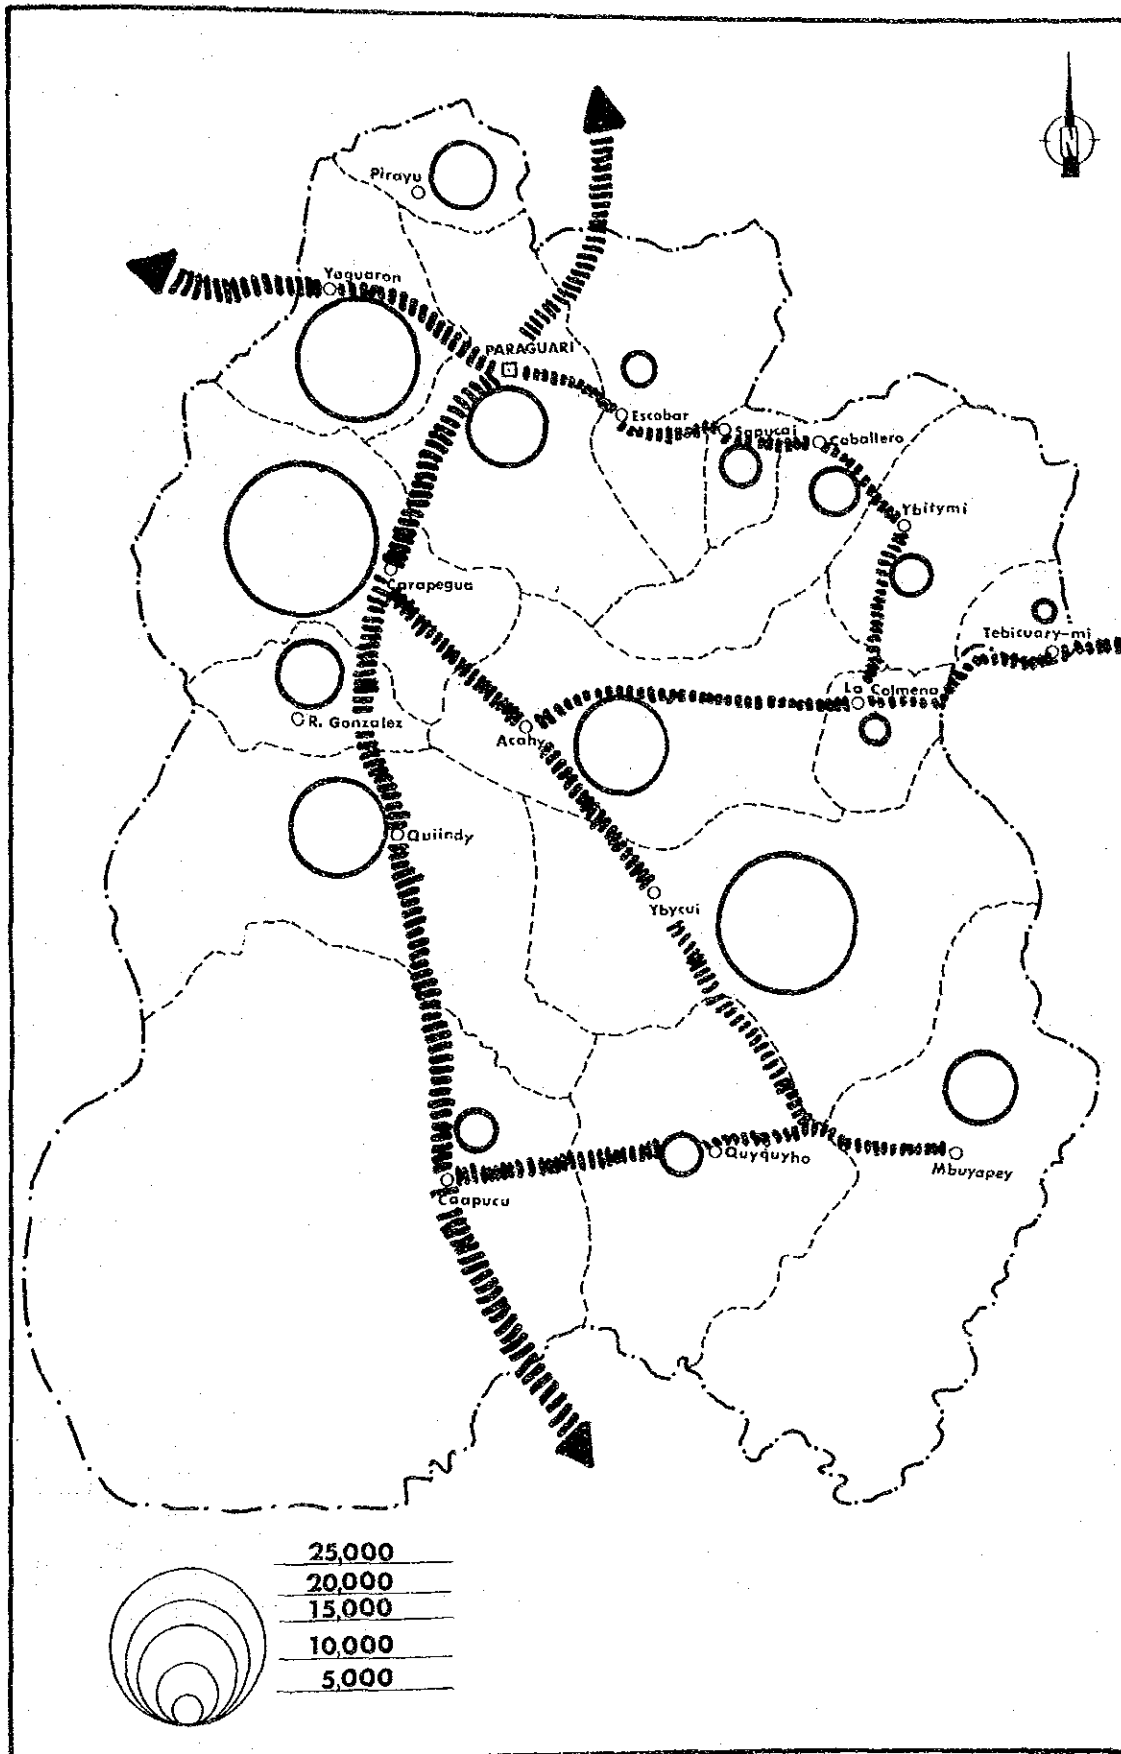 N
Pirayu
Yaguaron
PARAGUARI
Escobar
Sapucai
Caballero
Ybitymi
Carapegua
Tebicuary-mi
La Colmena
R. Gonzalez
Acahy
Quiindy
Ybycui
Quyquyho
Mbuyapey
Caapucu
25,000
20,000
15,000
10,000
5,000